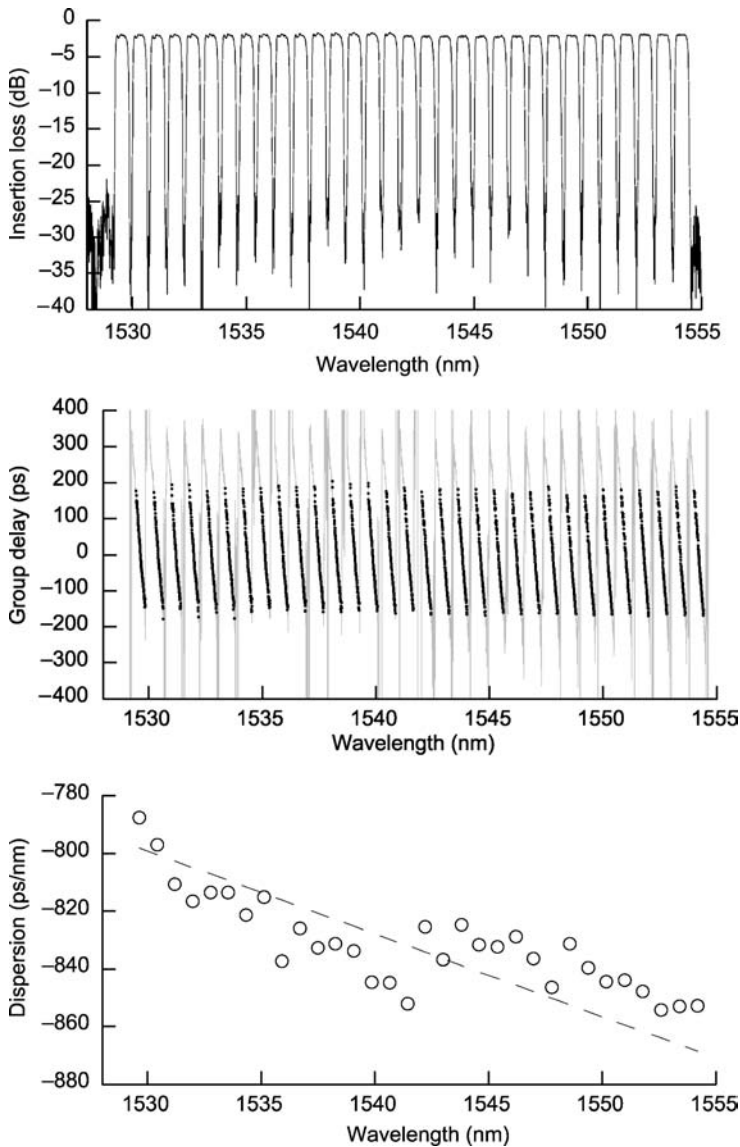 0
−5
−10
−15
−20
−25
−30
−35
−40
Insertion loss (dB)
1530 1535 1540 1545 1550 1555
Wavelength (nm)
400
300
200
100
0
−100
−200
−300
−400
Group delay (ps)
1530 1535 1540 1545 1550 1555
Wavelength (nm)
−780
−800
−820
−840
−860
−880
Dispersion (ps/nm)
1530 1535 1540 1545 1550 1555
Wavelength (nm)